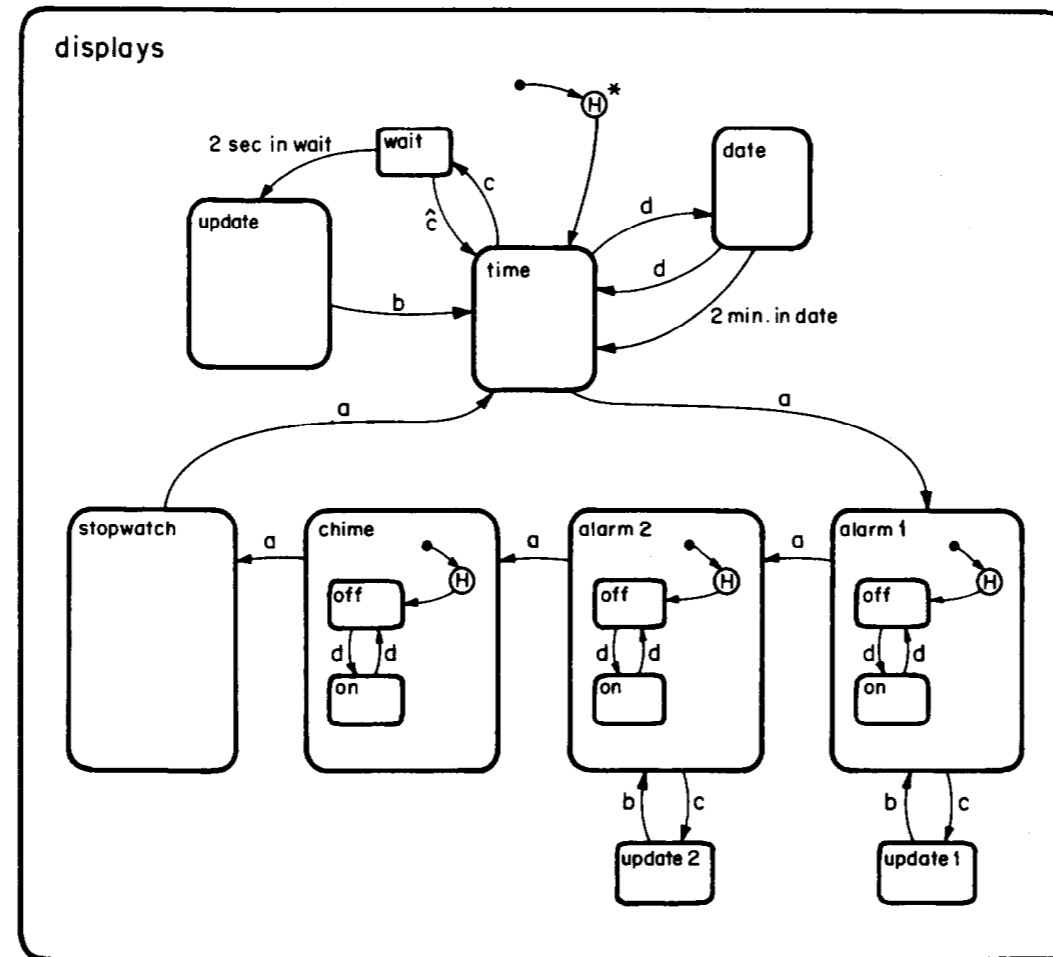 displays
H*
2 sec in wait
wait
date
c
ĉ
d
update
time
d
b
2 min. in date
a
a
stopwatch
a
chime
a
alarm 2
a
alarm 1
H
H
H
off
off
off
d
d
d
d
d
d
on
on
on
b
c
b
c
update 2
update 1